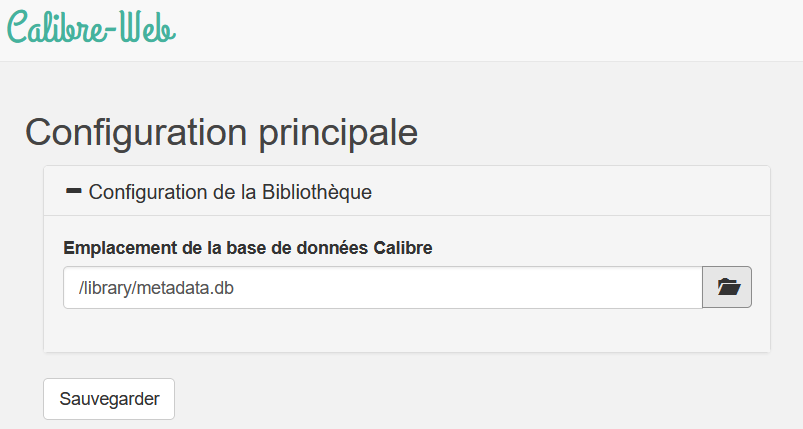 Calibre-Web
Configuration principale
Configuration de la Bibliothèque
Emplacement de la base de données Calibre
/library/metadata.db
Sauvegarder